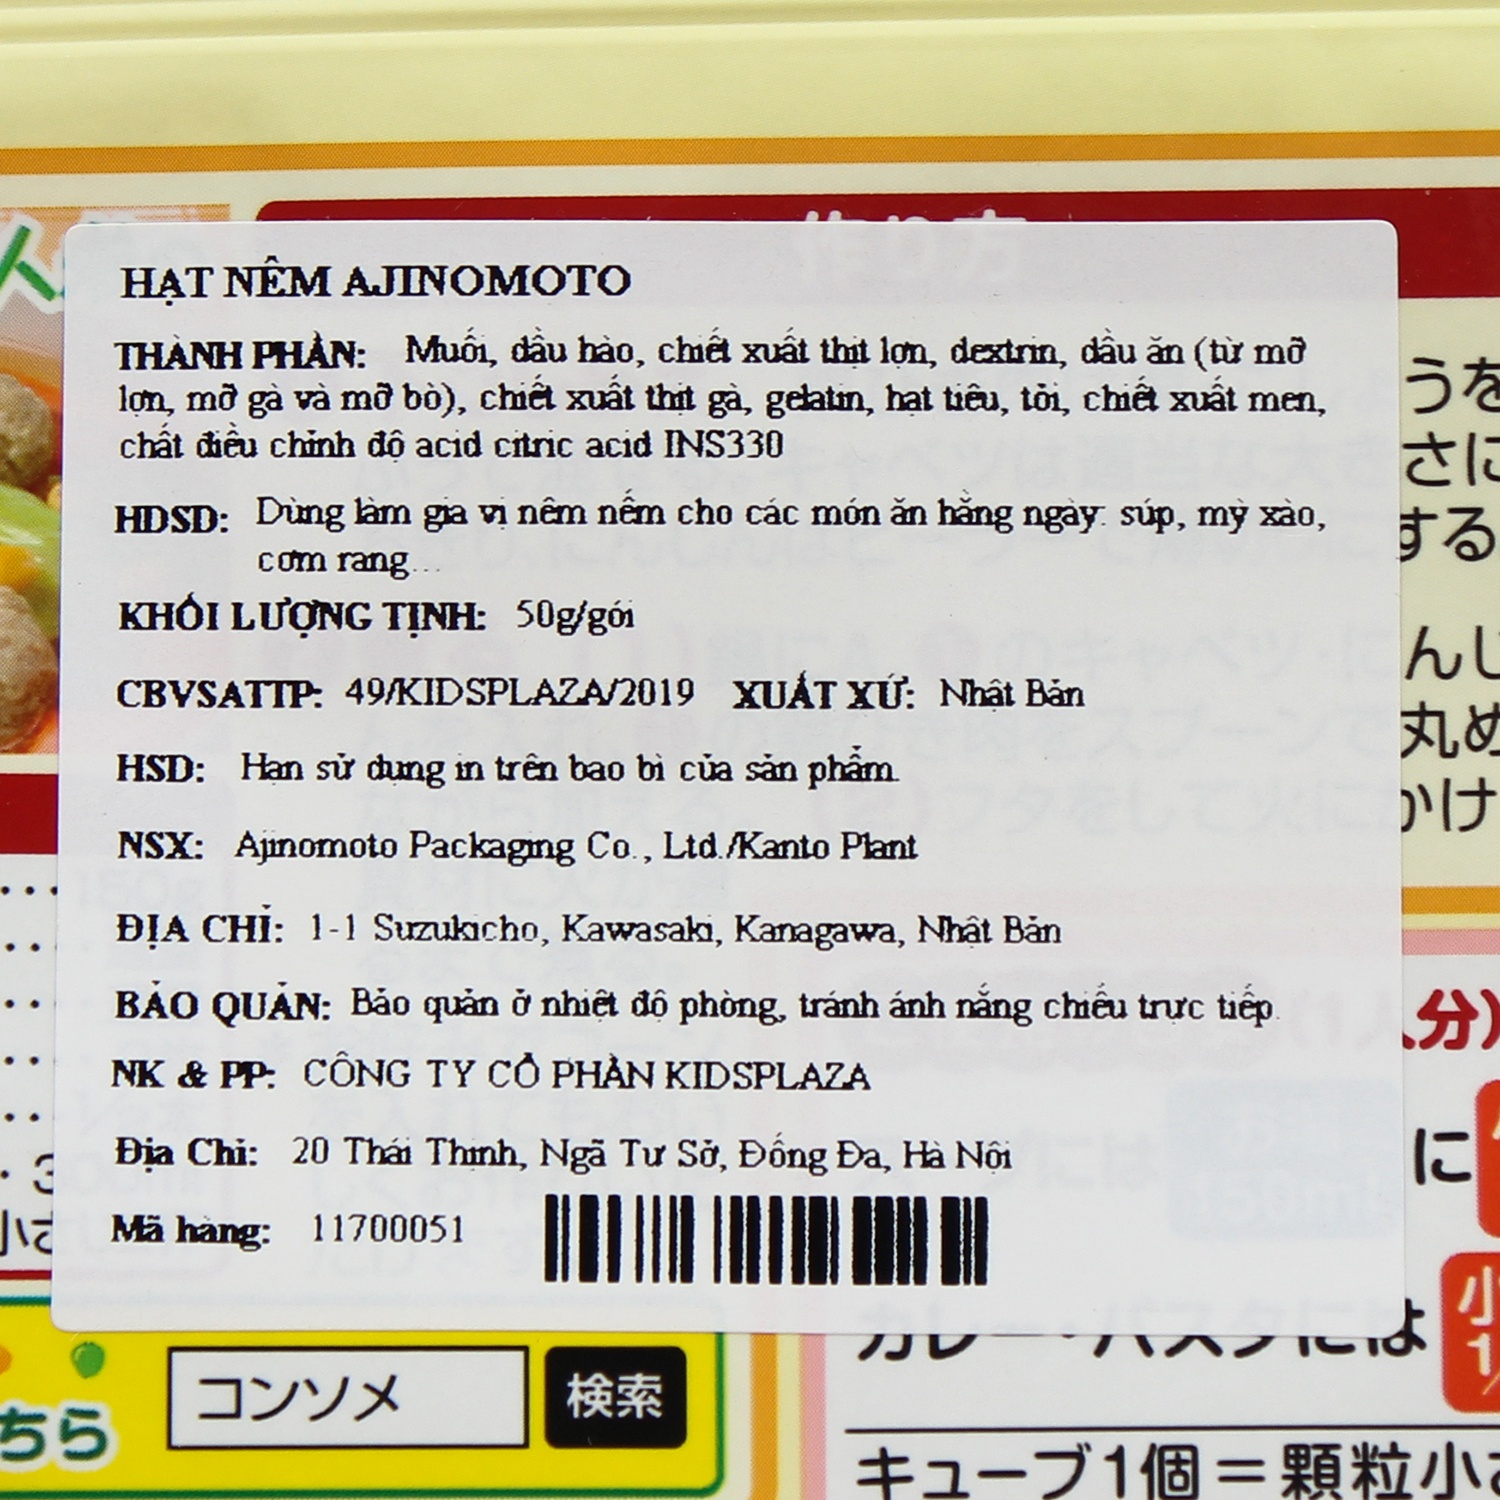 HẠT NÊM AJINOMOTO
THÀNH PHẦN: Muối, dầu hào, chiết xuất thịt lợn, dextrin, dầu ăn (từ mỡ
lợn, mỡ gà và mỡ bò), chiết xuất thịt gà, gelatin, hạt tiêu, tỏi, chiết xuất men,
chất điều chỉnh độ acid citric acid INS330
HDSD: Dùng làm gia vị nêm nếm cho các món ăn hằng ngày: súp, mỳ xào,
cơm rang...
KHỐI LƯỢNG TỊNH: 50g/gói
CBVSATTP: 49/KIDSPLAZA/2019 XUẤT XỨ: Nhật Bản
HSD: Hạn sử dụng in trên bao bì của sản phẩm.
NSX: Ajinomoto Packaging Co., Ltd./Kanto Plant
ĐỊA CHỈ: 1-1 Suzukicho, Kawasaki, Kanagawa, Nhật Bản
BẢO QUẢN: Bảo quản ở nhiệt độ phòng, tránh ánh nắng chiếu trực tiếp.
NK & PP: CÔNG TY CỔ PHẦN KIDSPLAZA
Địa Chỉ: 20 Thái Thịnh, Ngã Tư Sở, Đống Đa, Hà Nội
Mã hàng: 11700051
うを
さに
する
んし
丸め
かけ
人分)
に
カレー・パスタには
ちら
コンソメ
検索
キューブ1個=顆粒小さ